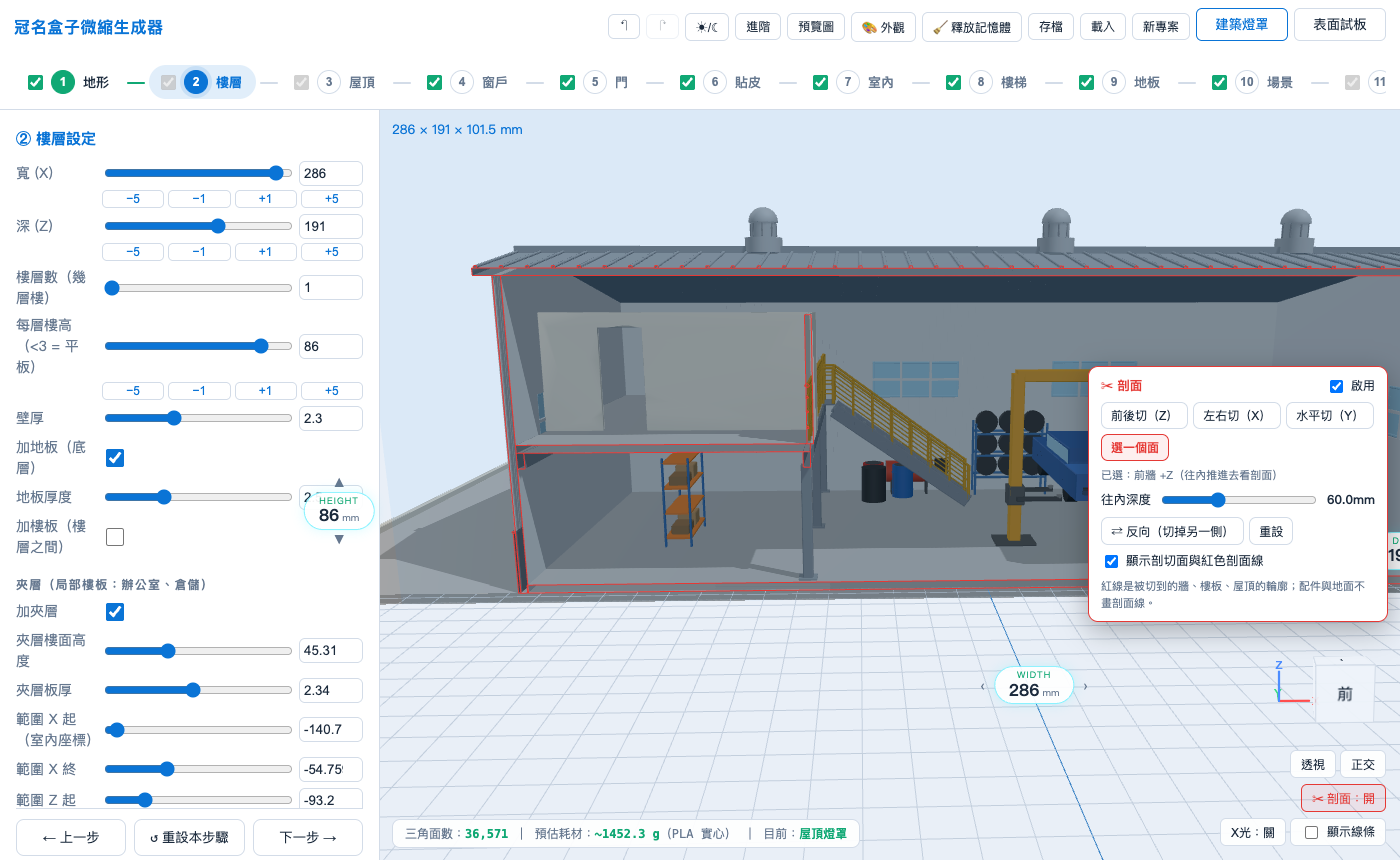 冠名盒子微縮生成器
☀/☾ 進階 預覽圖 🎨 外觀 🧹 釋放記憶體 存檔 載入 新專案 建築燈罩 表面試板
1 地形 2 樓層 3 屋頂 4 窗戶 5 門 6 貼皮 7 室內 8 樓梯 9 地板 10 場景 11
② 樓層設定
寬 (X) 286
−5 −1 +1 +5
深 (Z) 191
−5 −1 +1 +5
樓層數（幾層樓） 1
每層樓高（<3 = 平板） 86
−5 −1 +1 +5
壁厚 2.3
加地板（底層）
地板厚度
加樓板（樓之間）
夾層（局部樓板：辦公室、倉儲）
加夾層
夾層樓面高度 45.31
夾層板厚 2.34
範圍 X 起（室內座標） -140.7
範圍 X 終 -54.75
範圍 Z 起 -93.2
← 上一步 ↺ 重設本步驟 下一步 →
286 × 191 × 101.5 mm
▲
HEIGHT
86 mm
▼
✂ 剖面 啟用
前後切（Z） 左右切（X） 水平切（Y）
選一個面
已選：前牆 +Z（往內推進去看剖面）
往內深度 60.0mm
⇄ 反向（切掉另一側） 重設
顯示剖切面與紅色剖面線
紅線是被切到的牆、樓板、屋頂的輪廓；配件與地面不
畫剖面線。
WIDTH
‹ 286 mm ›
Z
Y
前
透視 正交
✂ 剖面：開
X光：關 顯示線條
三角面數：36,571 | 預估耗材：~1452.3 g (PLA 實心) | 目前：屋頂燈罩